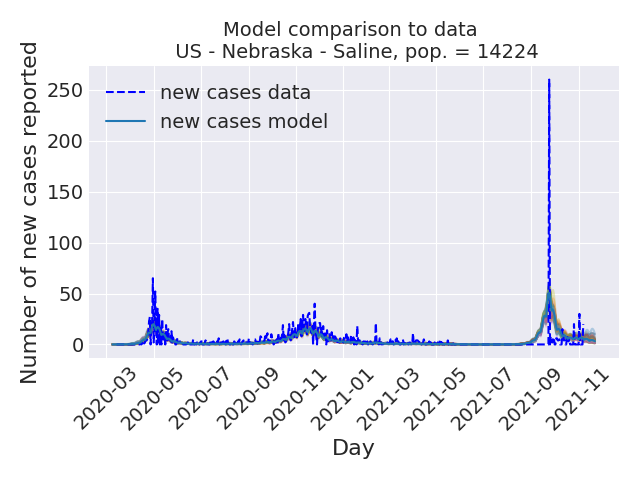 Model comparison to data
US - Nebraska - Saline, pop. = 14224
Number of new cases reported
250
200
150
100
50
0
new cases data
new cases model
2020-03
2020-05
2020-07
2020-09
2020-11
2021-01
2021-03
2021-05
2021-07
2021-09
2021-11
Day